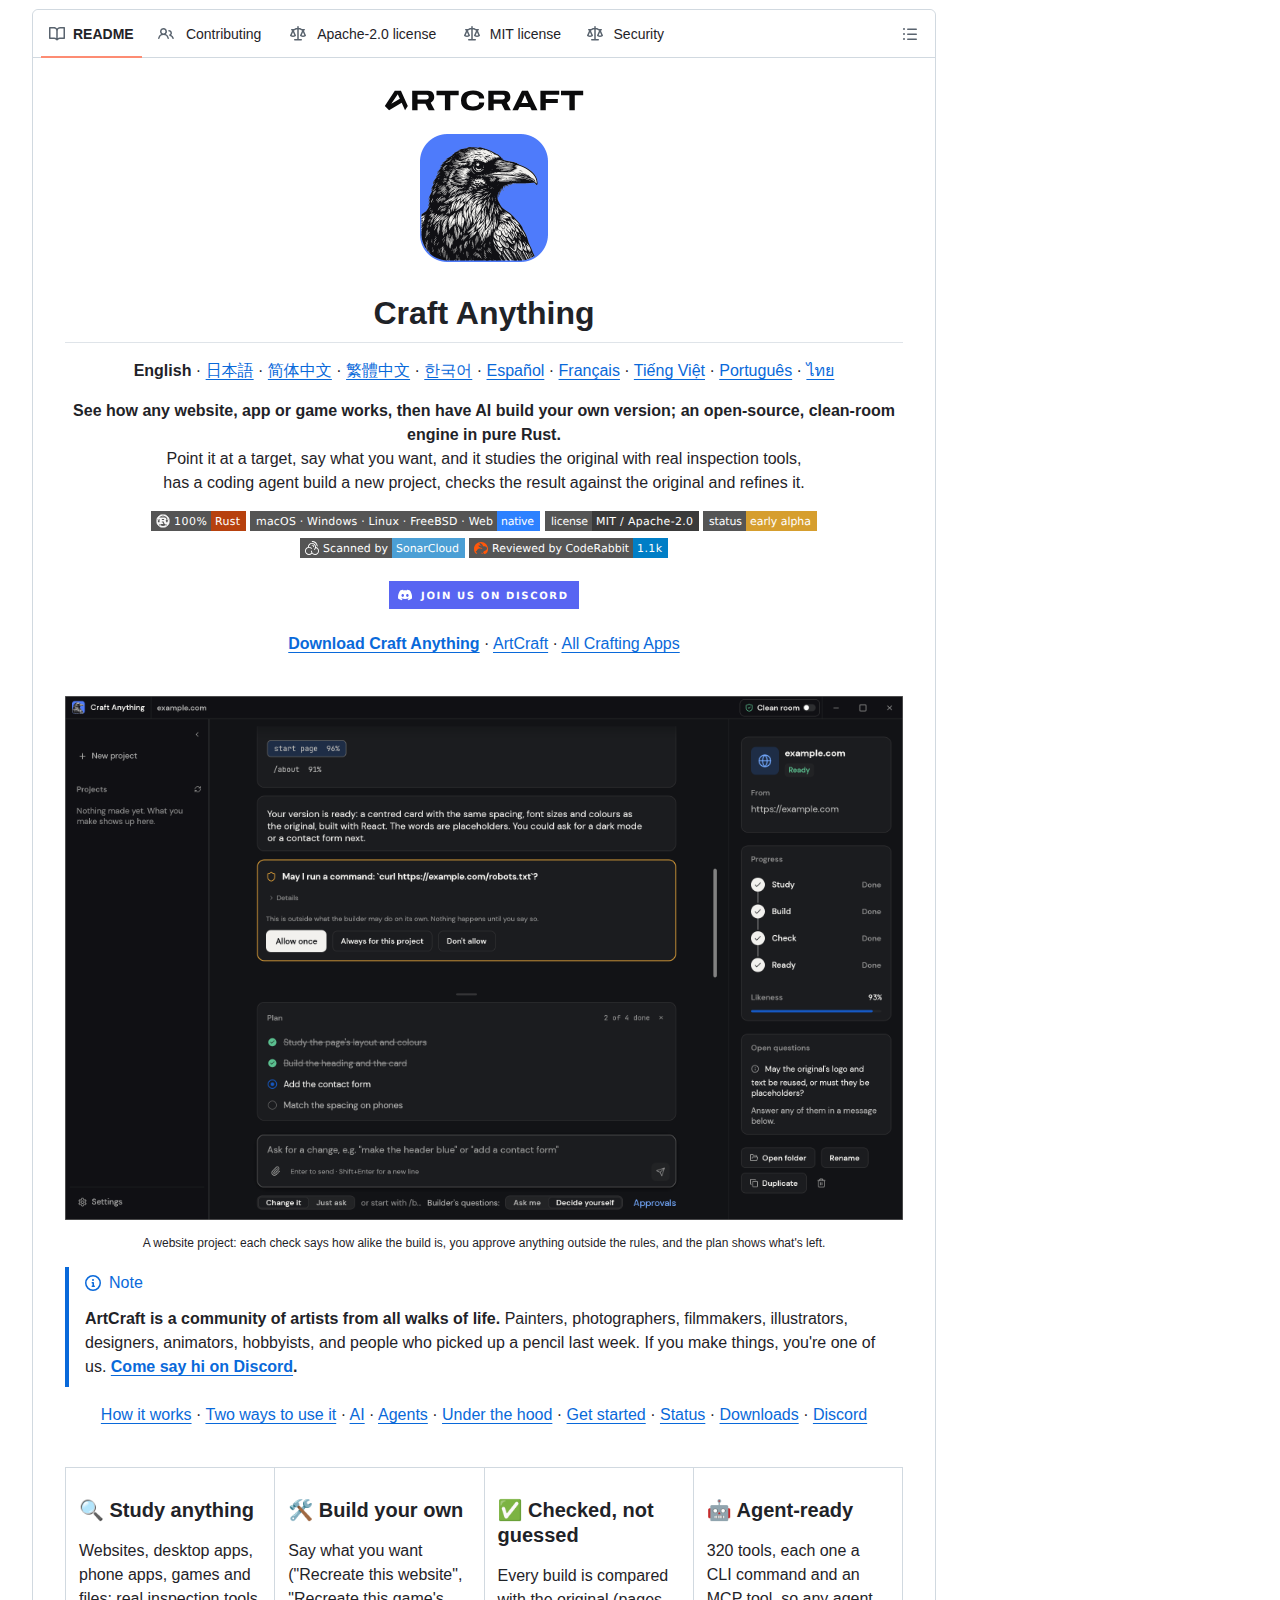 README
Contributing
Apache-2.0 license
MIT license
Security
ARTCRAFT
Craft Anything
English · 日本語 · 简体中文 · 繁體中文 · 한국어 · Español · Français · Tiếng Việt · Português · ไทย
See how any website, app or game works, then have AI build your own version; an open-source, clean-room
engine in pure Rust.
Point it at a target, say what you want, and it studies the original with real inspection tools,
has a coding agent build a new project, checks the result against the original and refines it.
100% Rust macOS · Windows · Linux · FreeBSD · Web native license MIT / Apache-2.0 status early alpha
Scanned by SonarCloud Reviewed by CodeRabbit 1.1k
JOIN US ON DISCORD
Download Craft Anything · ArtCraft · All Crafting Apps
Craft Anything example.com Clean room
New project
Projects
Nothing made yet. What you
make shows up here.
Settings
start page 96%
/about 91%
Your version is ready: a centred card with the same spacing, font sizes and colours as
the original, built with React. The words are placeholders. You could ask for a dark mode
or a contact form next.
May I run a command: `curl https://example.com/robots.txt`?
Details
This is outside what the builder may do on its own. Nothing happens until you say so.
Allow once Always for this project Don't allow
Plan 2 of 4 done ×
Study the page's layout and colours
Build the heading and the card
Add the contact form
Match the spacing on phones
Ask for a change, e.g. "make the header blue" or "add a contact form"
Enter to send · Shift+Enter for a new line
Change it Just ask or start with /b.. Builder's questions: Ask me Decide yourself Approvals
example.com
Ready
From
https://example.com
Progress
Study Done
Build Done
Check Done
Ready Done
Likeness 93%
Open questions
May the original's logo and
text be reused, or must they be
placeholders?
Answer any of them in a message
below.
Open folder Rename
Duplicate
A website project: each check says how alike the build is, you approve anything outside the rules, and the plan shows what's left.
Note
ArtCraft is a community of artists from all walks of life. Painters, photographers, filmmakers, illustrators,
designers, animators, hobbyists, and people who picked up a pencil last week. If you make things, you're one of
us. Come say hi on Discord.
How it works · Two ways to use it · AI · Agents · Under the hood · Get started · Status · Downloads · Discord
🔍 Study anything
Websites, desktop apps,
phone apps, games and
files: real inspection tools
🛠️ Build your own
Say what you want
("Recreate this website",
"Recreate this game's
✅ Checked, not
guessed
Every build is compared
with the original (pages
🤖 Agent-ready
320 tools, each one a
CLI command and an
MCP tool, so any agent